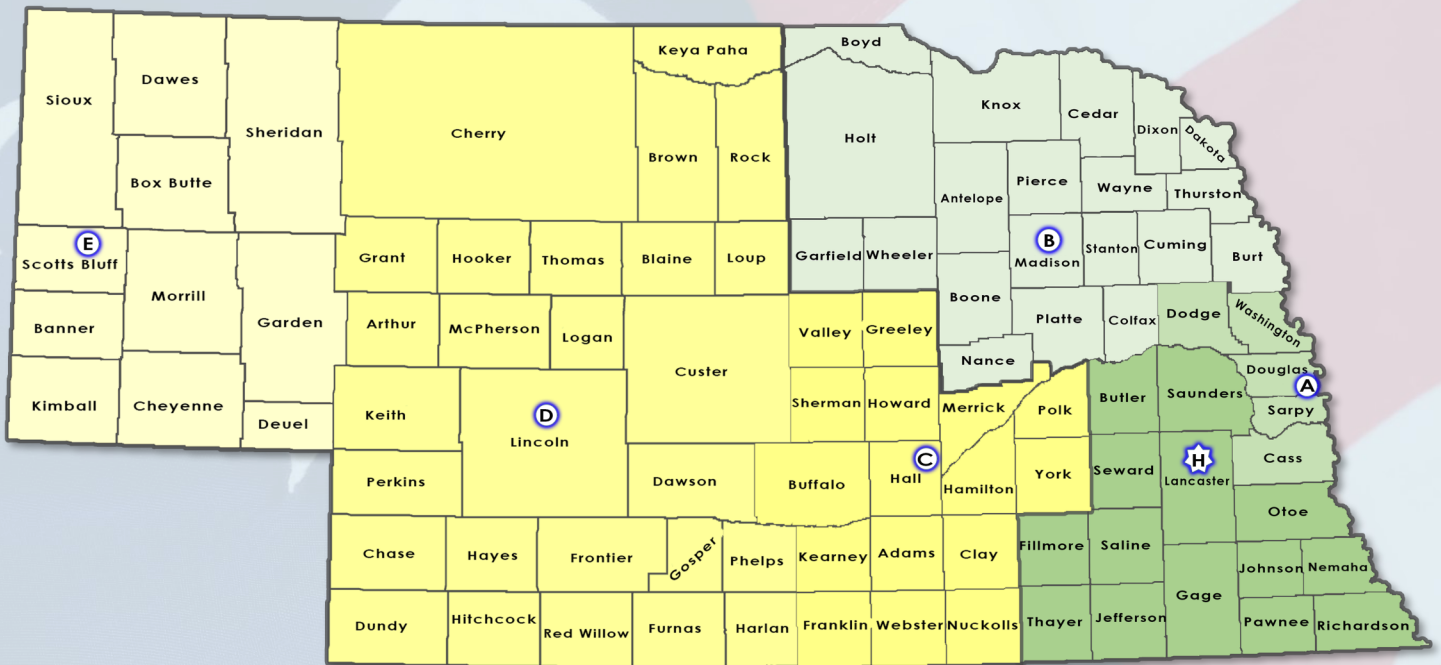 Sioux
Dawes
Sheridan
Box Butte
E
Scotts Bluff
Morrill
Garden
Banner
Kimball
Cheyenne
Deuel
Cherry
Keya Paha
Brown
Rock
Grant
Hooker
Thomas
Blaine
Loup
Arthur
McPherson
Logan
Custer
Valley
Greeley
Sherman
Howard
Keith
D
Lincoln
Perkins
Dawson
Buffalo
C
Hall
Merrick
Polk
Hamilton
York
Chase
Hayes
Frontier
Gosper
Phelps
Kearney
Adams
Clay
Dundy
Hitchcock
Red Willow
Furnas
Harlan
Franklin
Webster
Nuckolls
Boyd
Holt
Knox
Cedar
Dixon
Dakota
Antelope
Pierce
Wayne
Thurston
Garfield
Wheeler
B
Madison
Stanton
Cuming
Burt
Boone
Platte
Colfax
Nance
Dodge
Washington
Douglas
A
Sarpy
Cass
Butler
Saunders
Seward
H
Lancaster
Otoe
Fillmore
Saline
Gage
Johnson
Nemaha
Thayer
Jefferson
Pawnee
Richardson